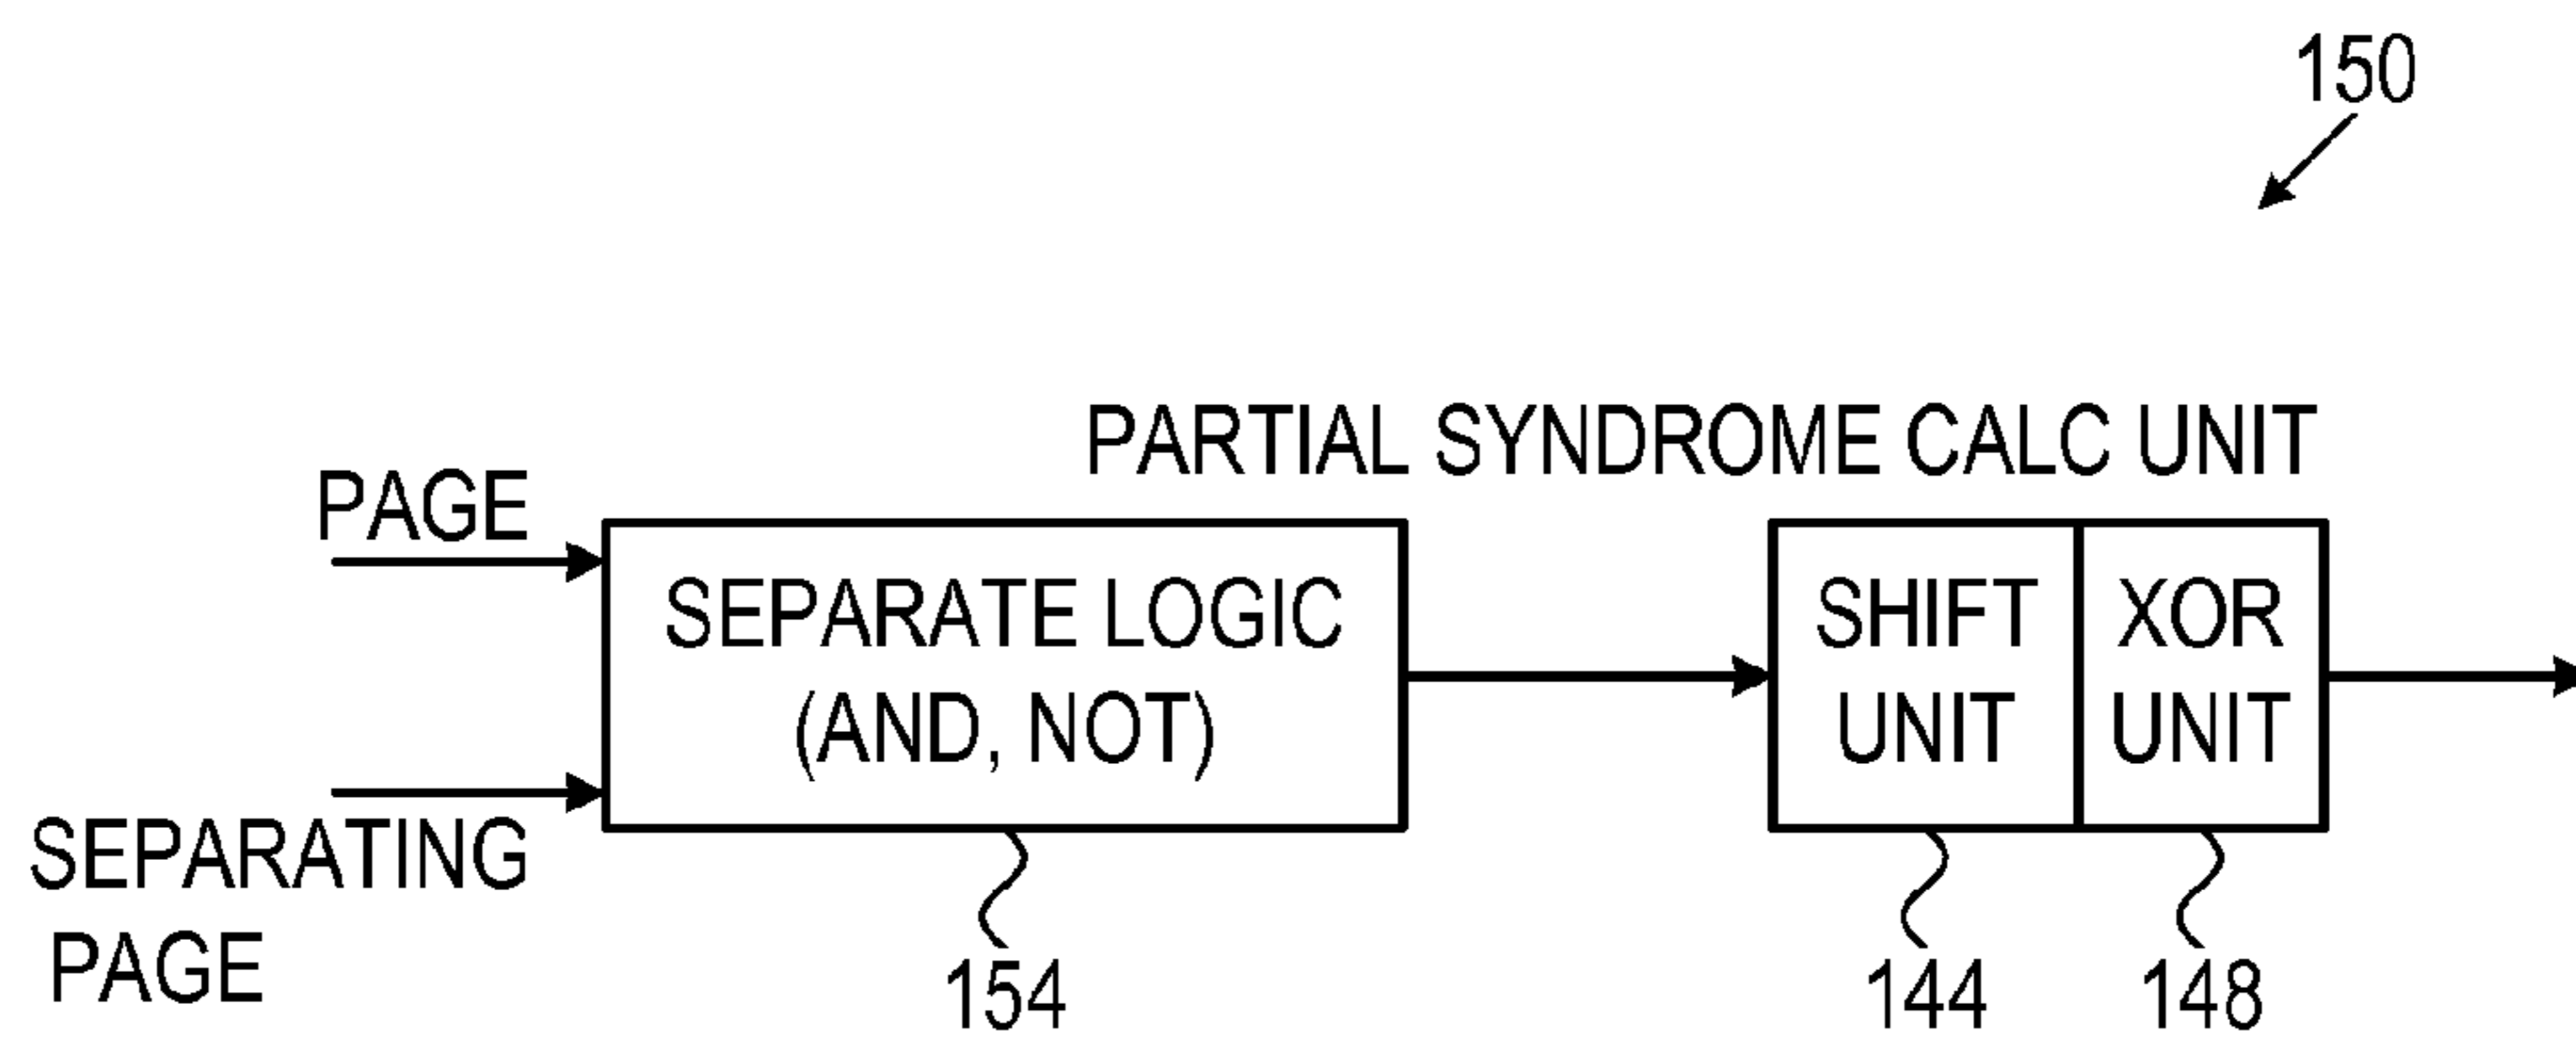 150
PARTIAL SYNDROME CALC UNIT
PAGE
SEPARATE LOGIC
(AND, NOT)
SHIFT
UNIT
XOR
UNIT
SEPARATING
PAGE
154
144
148